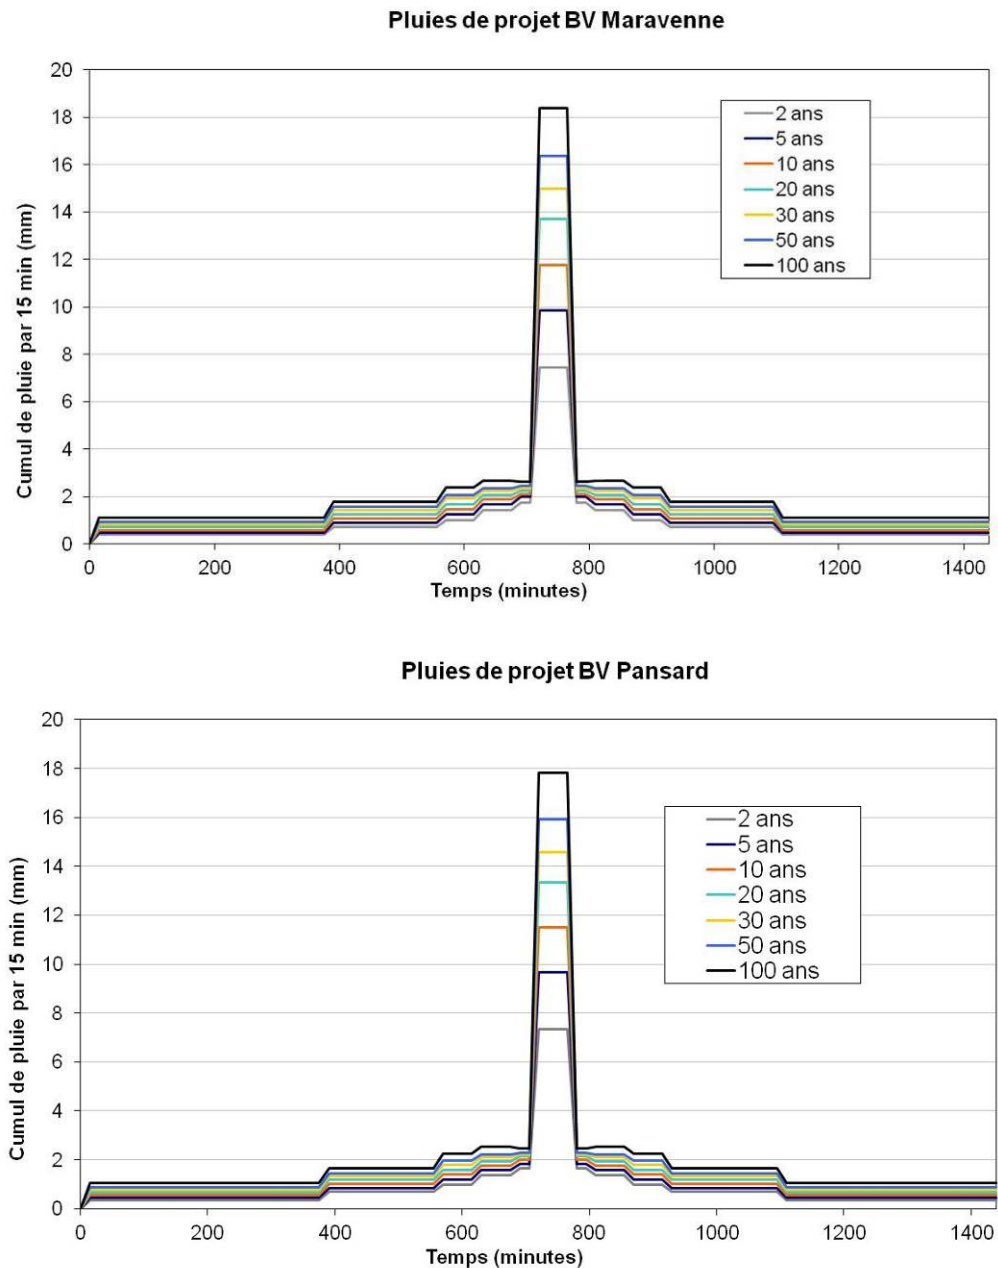 Pluies de projet BV Maravenne
Cumul de pluie par 15 min (mm)
20
18
16
14
12
10
8
6
4
2
0
2 ans
5 ans
10 ans
20 ans
30 ans
50 ans
100 ans
0 200 400 600 800 1000 1200 1400
Temps (minutes)
Pluies de projet BV Pansard
Cumul de pluie par 15 min (mm)
20
18
16
14
12
10
8
6
4
2
0
2 ans
5 ans
10 ans
20 ans
30 ans
50 ans
100 ans
0 200 400 600 800 1000 1200 1400
Temps (minutes)